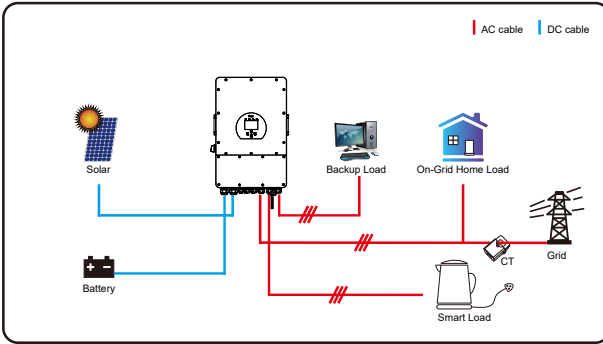 AC cable
DC cable
Solar
Backup Load
On-Grid Home Load
CT
Grid
Battery
Smart Load